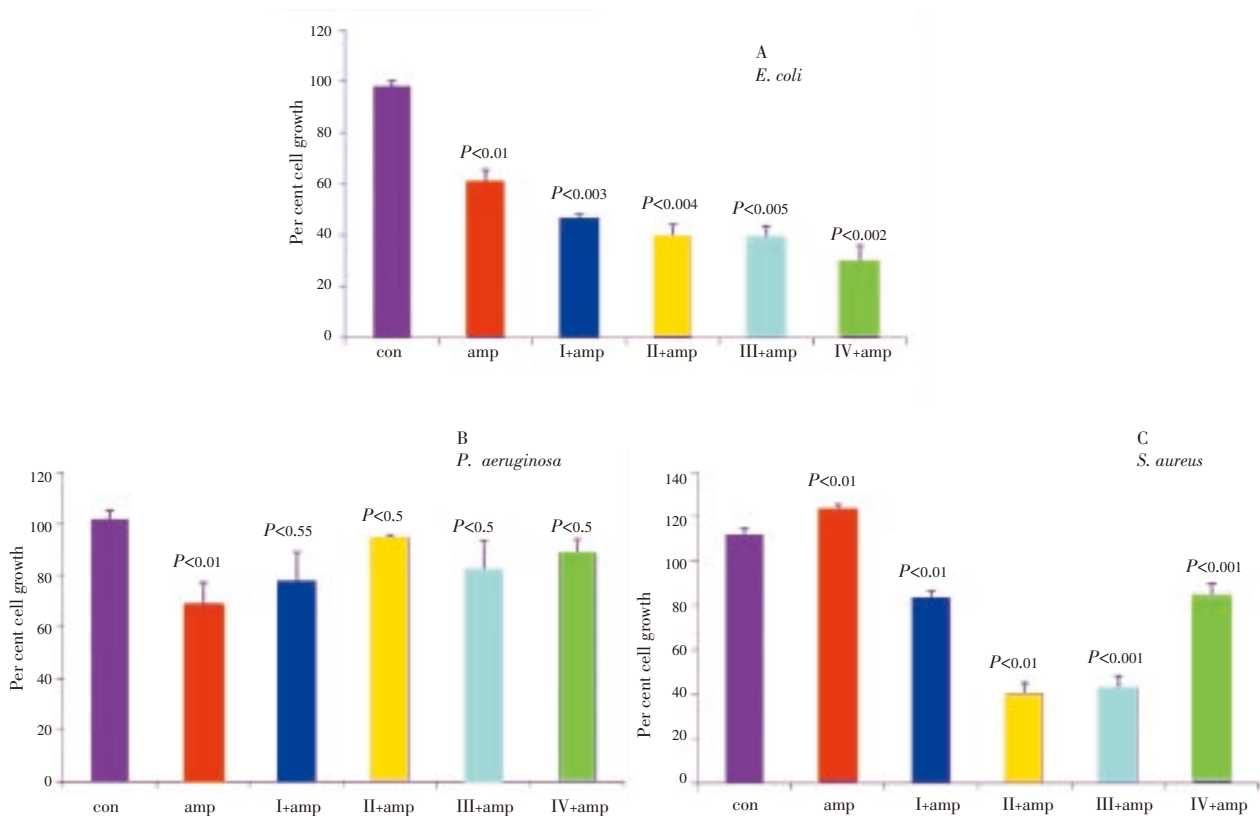 A
E. coli
Per cent cell growth
120
100
80
60
40
20
0
P<0.01
P<0.003
P<0.004
P<0.005
P<0.002
con amp I+amp II+amp III+amp IV+amp
B
P. aeruginosa
Per cent cell growth
120
100
80
60
40
20
0
P<0.01
P<0.55
P<0.5
P<0.5
P<0.5
con amp I+amp II+amp III+amp IV+amp
C
S. aureus
Per cent cell growth
140
120
100
80
60
40
20
0
P<0.01
P<0.01
P<0.01
P<0.001
P<0.001
con amp I+amp II+amp III+amp IV+amp